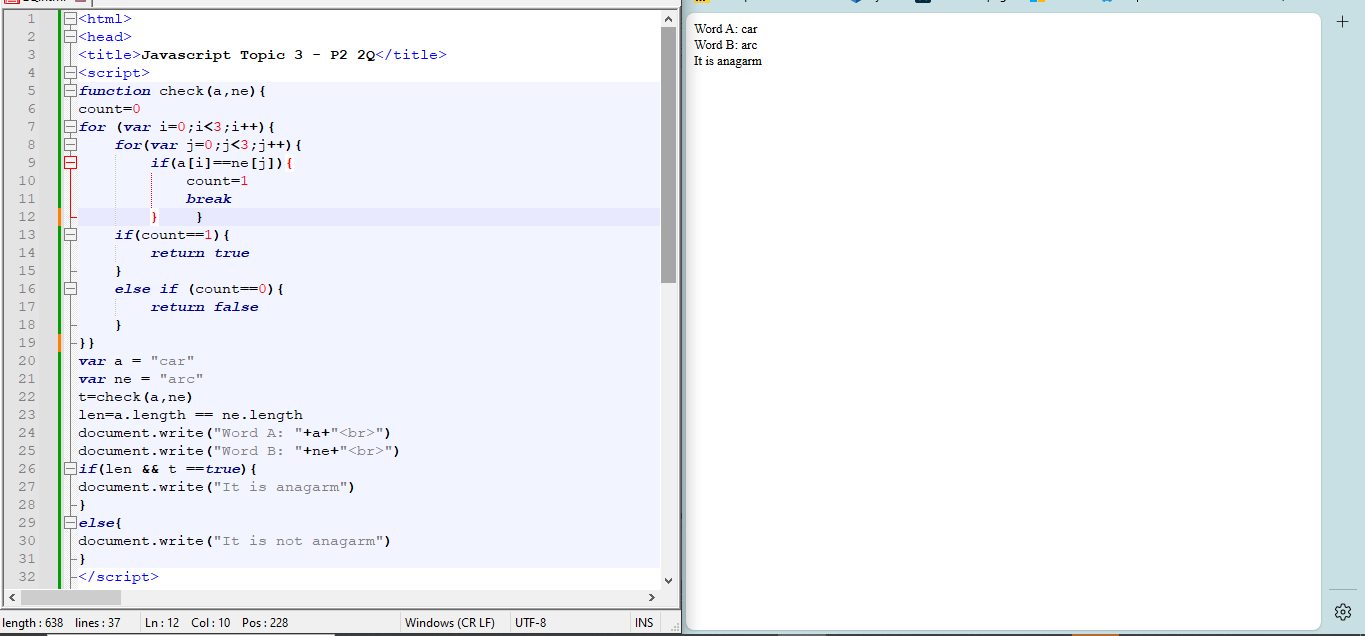 1 <html>
2 <head>
3 <title>Javascript Topic 3 - P2 2Q</title>
4 <script>
5 function check(a,ne){
6 count=0
7 for (var i=0;i<3;i++){
8 for(var j=0;j<3;j++){
9 if(a[i]==ne[j]){
10 count=1
11 break
12 } }
13 if(count==1){
14 return true
15 }
16 else if (count==0){
17 return false
18 }
19 }}
20 var a = "car"
21 var ne = "arc"
22 t=check(a,ne)
23 len=a.length == ne.length
24 document.write("Word A: "+a+"<br>")
25 document.write("Word B: "+ne+"<br>")
26 if(len && t ==true){
27 document.write("It is anagarm")
28 }
29 else{
30 document.write("It is not anagarm")
31 }
32 </script>
length : 638 lines : 37 Ln : 12 Col : 10 Pos : 228 Windows (CR LF) UTF-8 INS
Word A: car
Word B: arc
It is anagarm